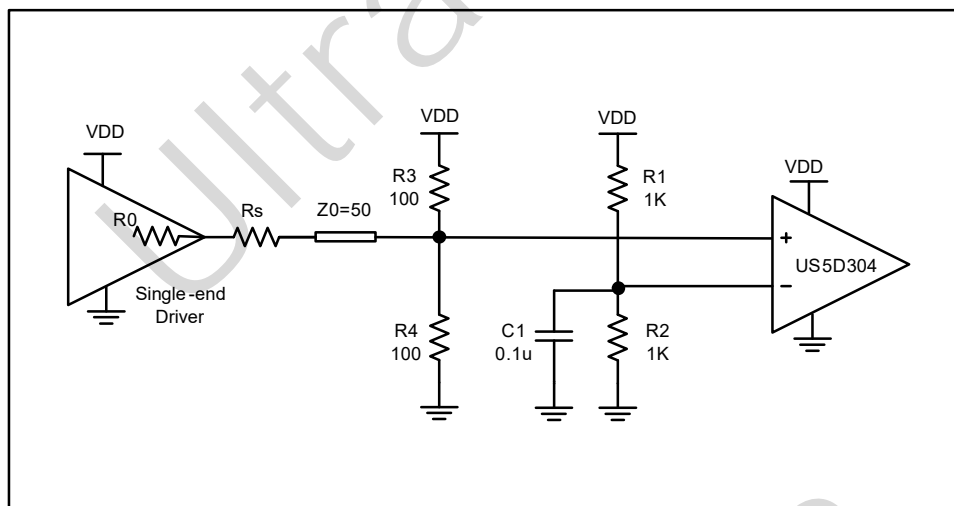 Ultra
VDD
R0
Single-end
Driver
Rs
Z0=50
VDD
R3
100
R4
100
VDD
R1
1K
C1
0.1u
R2
1K
VDD
+
US5D304
−